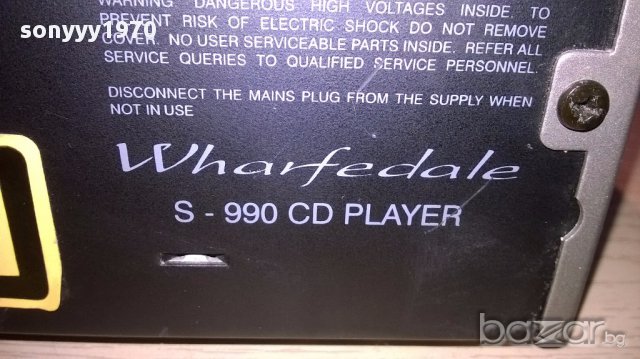 WARNING DANGEROUS HIGH VOLTAGES INSIDE. TO
PREVENT RISK OF ELECTRIC SHOCK DO NOT REMOVE
COVER. NO USER SERVICEABLE PARTS INSIDE. REFER ALL
SERVICE QUERIES TO QUALIFIED SERVICE PERSONNEL.
DISCONNECT THE MAINS PLUG FROM THE SUPPLY WHEN
NOT IN USE
Wharfedale
S - 990 CD PLAYER
sonyyy1970
bazar.bg